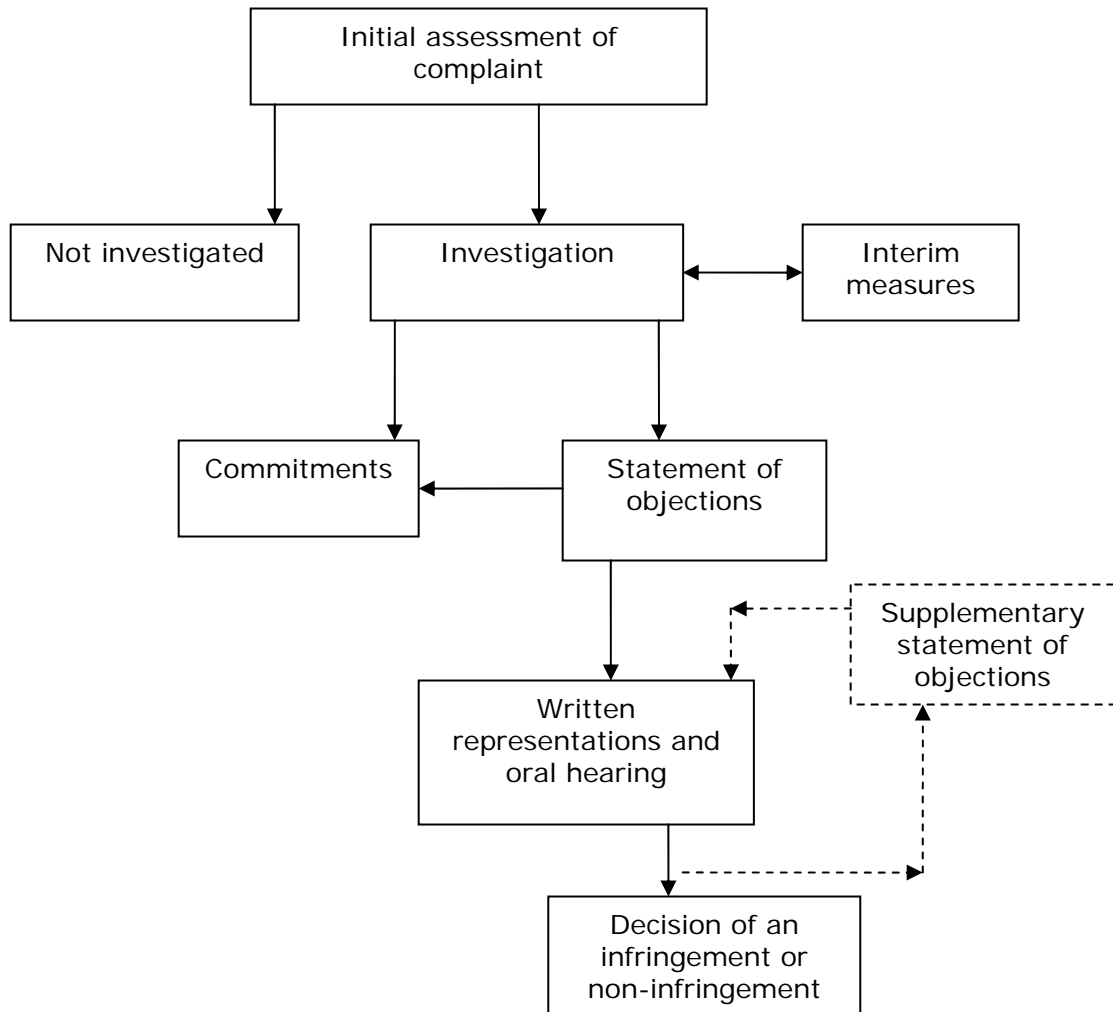 Initial assessment of
complaint
Not investigated
Investigation
Interim
measures
Commitments
Statement of
objections
Supplementary
statement of
objections
Written
representations and
oral hearing
Decision of an
infringement or
non-infringement